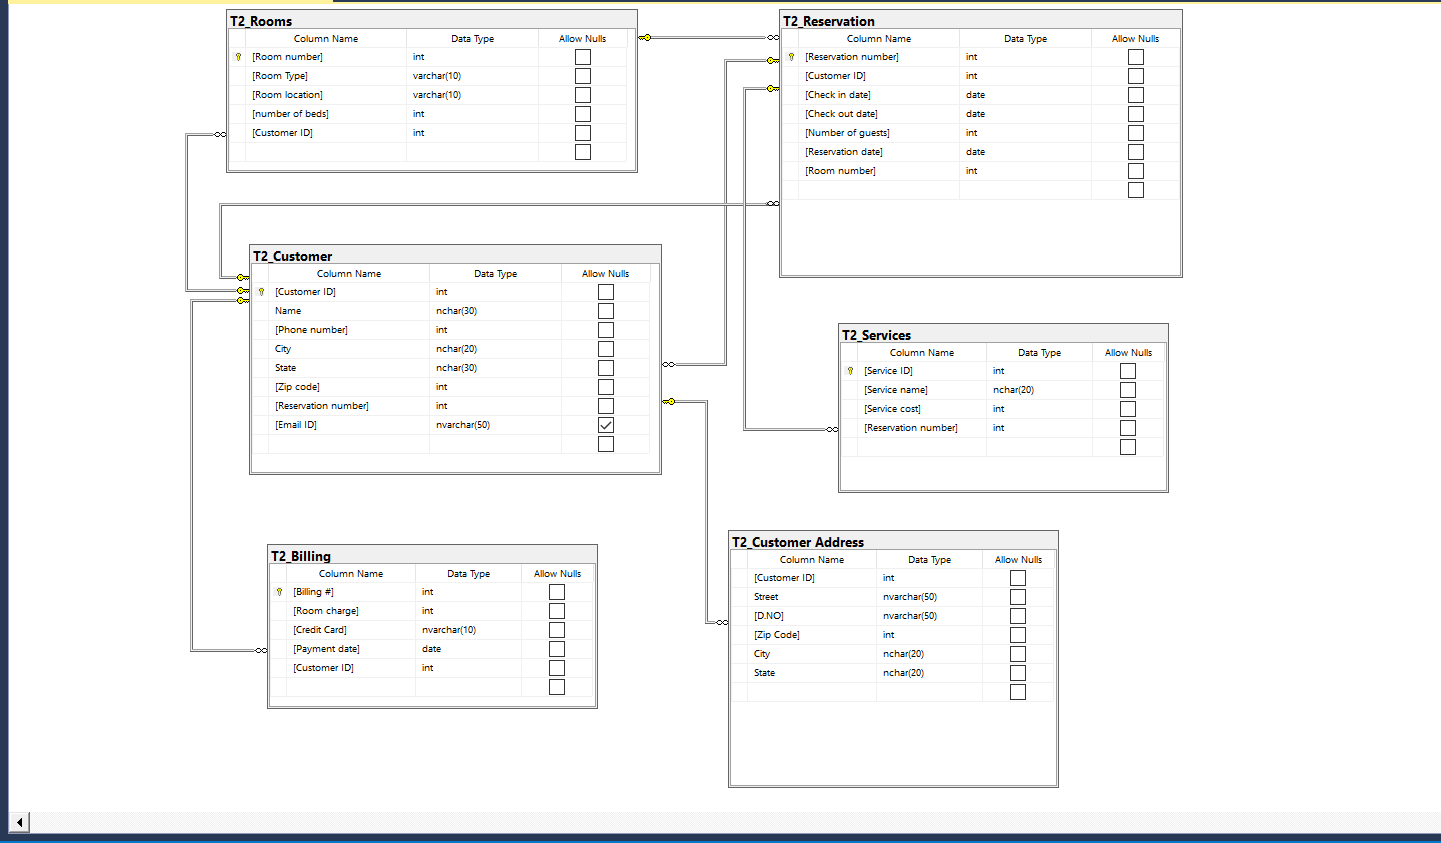 T2_Rooms
Column Name Data Type Allow Nulls
[Room number] int
[Room Type] varchar(10)
[Room location] varchar(10)
[number of beds] int
[Customer ID] int
T2_Reservation
Column Name Data Type Allow Nulls
[Reservation number] int
[Customer ID] int
[Check in date] date
[Check out date] date
[Number of guests] int
[Reservation date] date
[Room number] int
T2_Customer
Column Name Data Type Allow Nulls
[Customer ID] int
Name nchar(30)
[Phone number] int
City nchar(20)
State nchar(30)
[Zip code] int
[Reservation number] int
[Email ID] nvarchar(50)
T2_Services
Column Name Data Type Allow Nulls
[Service ID] int
[Service name] nchar(20)
[Service cost] int
[Reservation number] int
T2_Billing
Column Name Data Type Allow Nulls
[Billing #] int
[Room charge] int
[Credit Card] nvarchar(10)
[Payment date] date
[Customer ID] int
T2_Customer Address
Column Name Data Type Allow Nulls
[Customer ID] int
Street nvarchar(50)
[D.NO] nvarchar(50)
[Zip Code] int
City nchar(20)
State nchar(20)